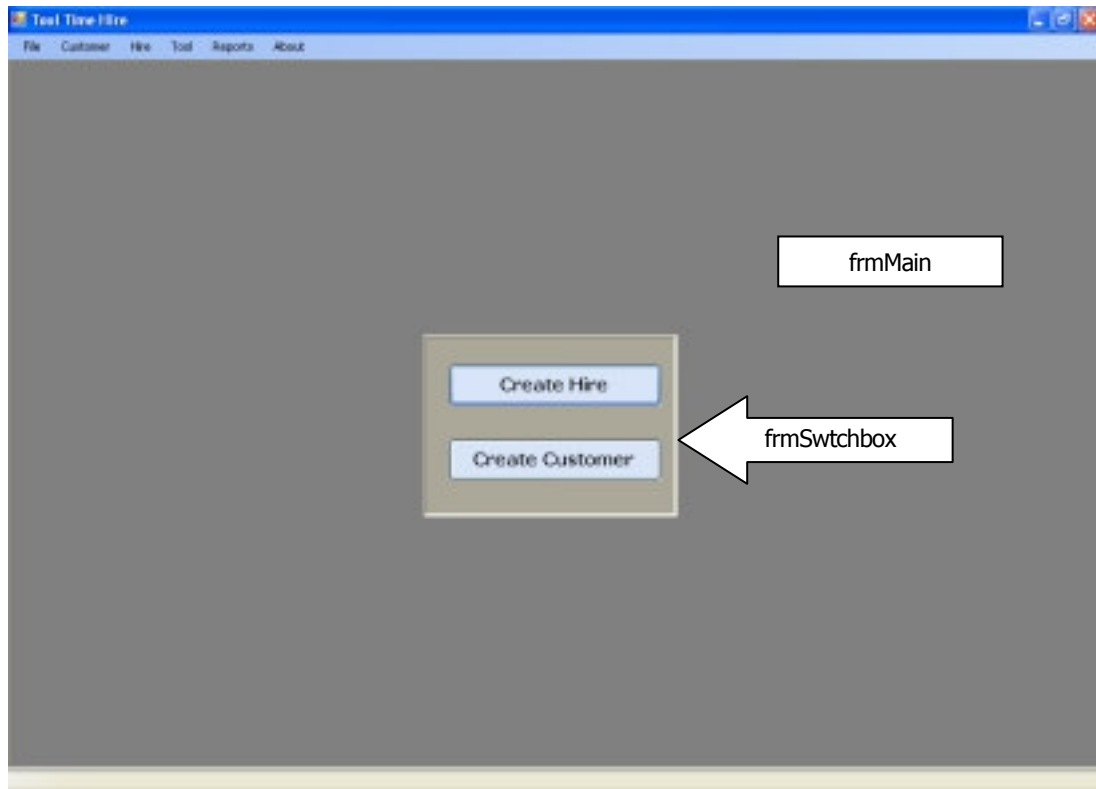 Tool Time Hire
File Customer Hire Tool Reports About
frmMain
Create Hire
frmSwtchbox
Create Customer